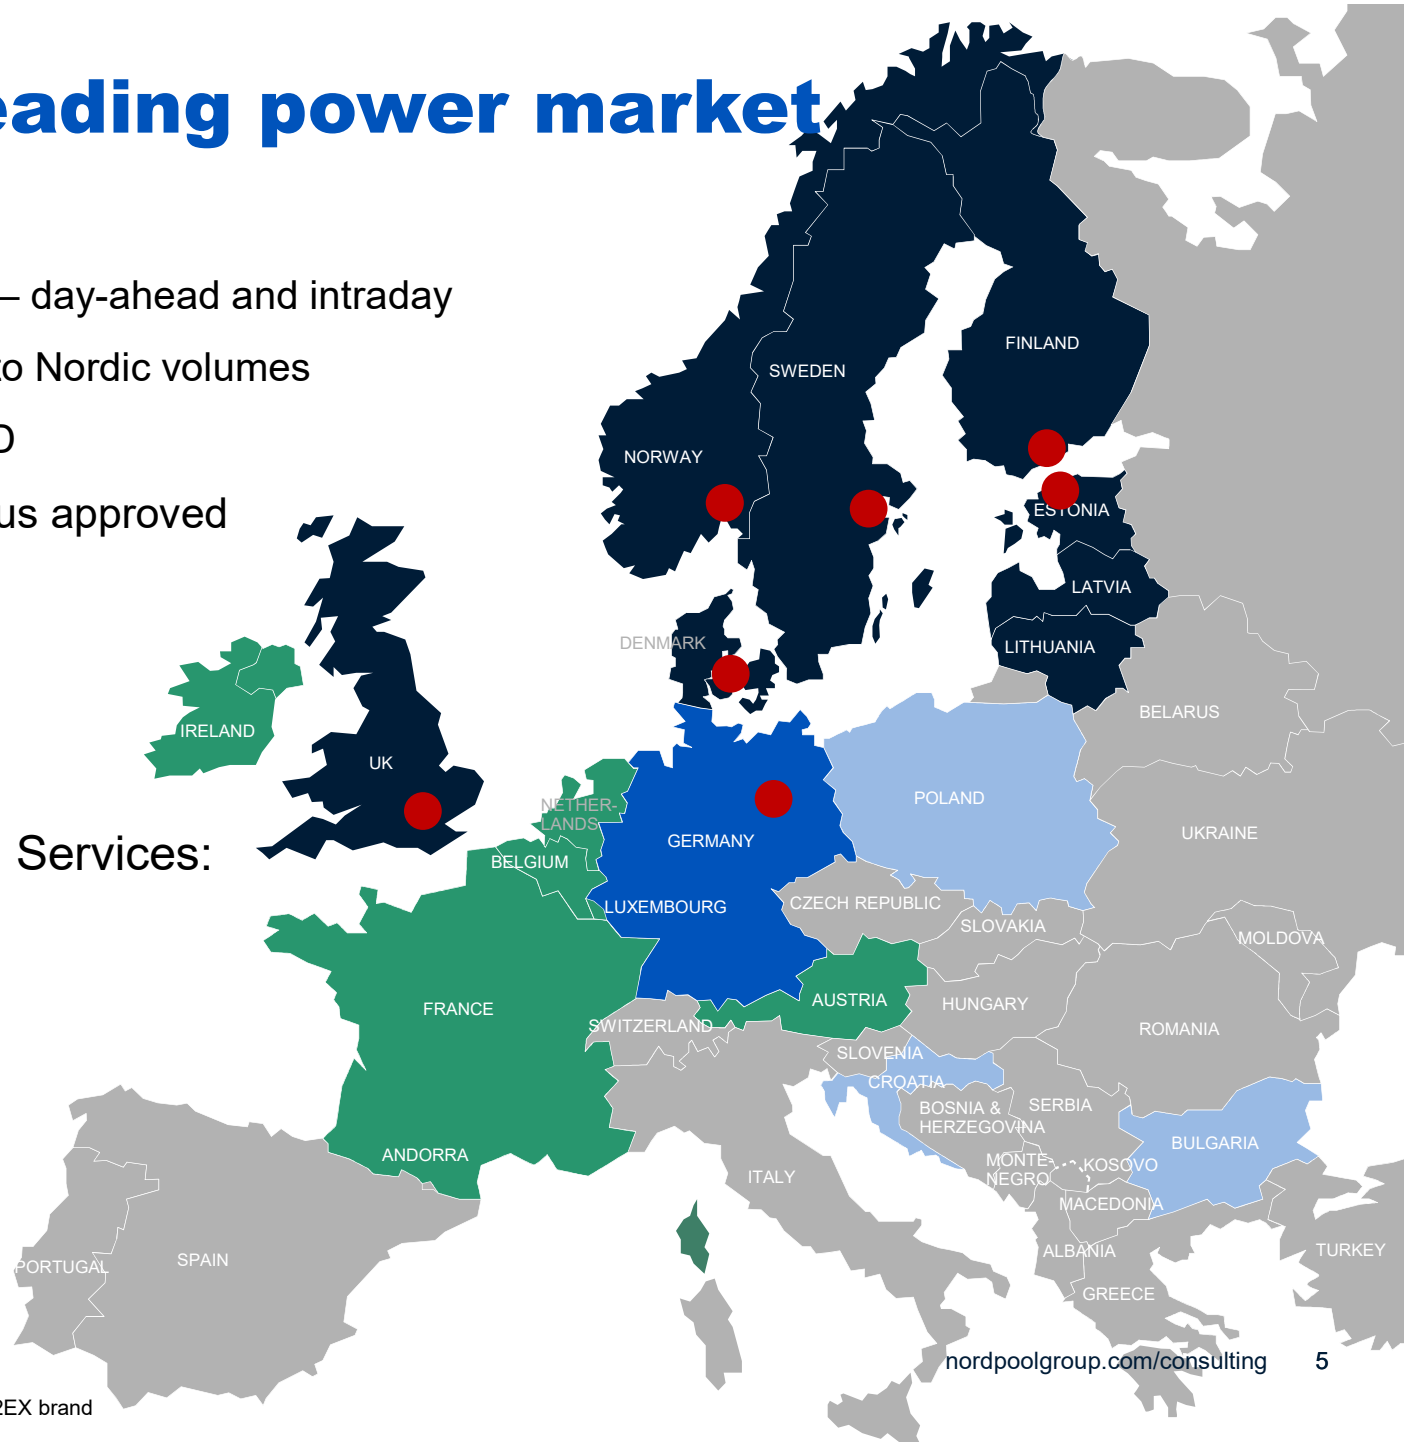 eading power market
– day-ahead and intraday
to Nordic volumes
us approved
Services:
FINLAND
SWEDEN
NORWAY
ESTONIA
LATVIA
DENMARK
LITHUANIA
BELARUS
IRELAND
UK
POLAND
NETHER-
LANDS
UKRAINE
GERMANY
BELGIUM
CZECH REPUBLIC
LUXEMBOURG
SLOVAKIA
MOLDOVA
AUSTRIA
HUNGARY
FRANCE
SWITZERLAND
ROMANIA
SLOVENIA
CROATIA
BOSNIA &
HERZEGOVINA
SERBIA
BULGARIA
ANDORRA
MONTE-
NEGRO
KOSOVO
ITALY
MACEDONIA
ALBANIA
TURKEY
SPAIN
PORTUGAL
GREECE
nordpoolgroup.com/consulting 5
2EX brand